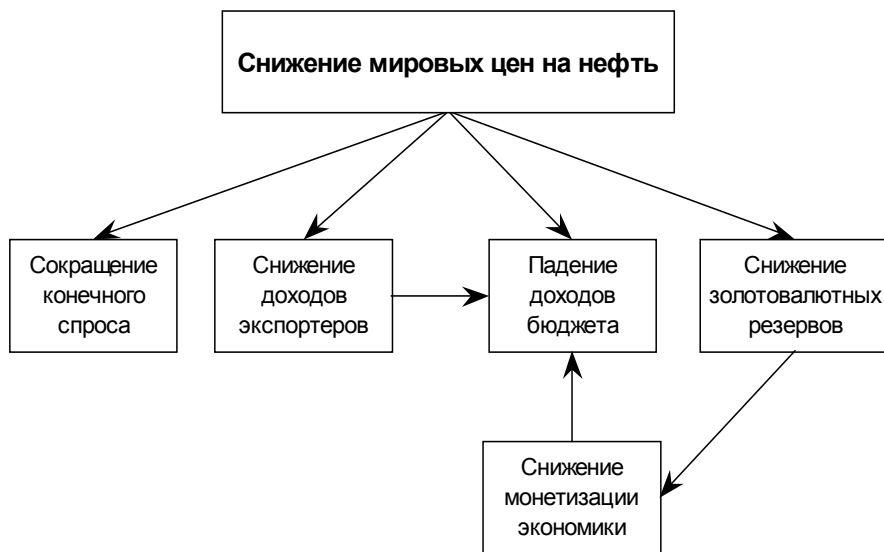 Снижение мировых цен на нефть
Сокращение
конечного
спроса
Снижение
доходов
экспортеров
Падение
доходов
бюджета
Снижение
золотовалютных
резервов
Снижение
монетизации
экономики